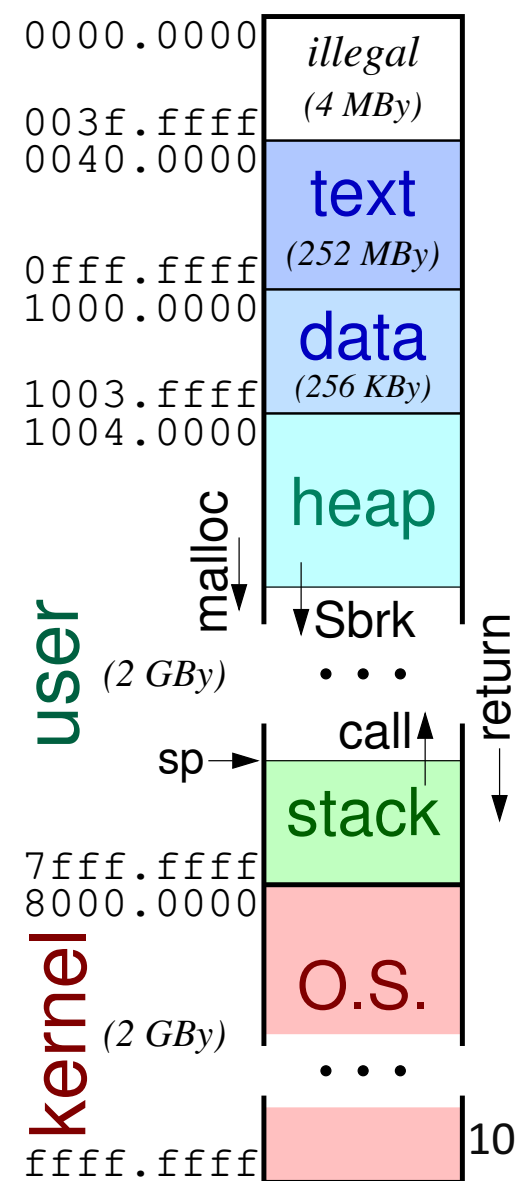 0000.0000
illegal
(4 MBy)
003f.ffff
0040.0000
text
(252 MBy)
0fff.ffff
1000.0000
data
(256 KBy)
1003.ffff
1004.0000
heap
malloc
Sbrk
user
(2 GBy)
• • •
return
call
sp
stack
7fff.ffff
8000.0000
kernel
O.S.
(2 GBy)
• • •
10
ffff.ffff